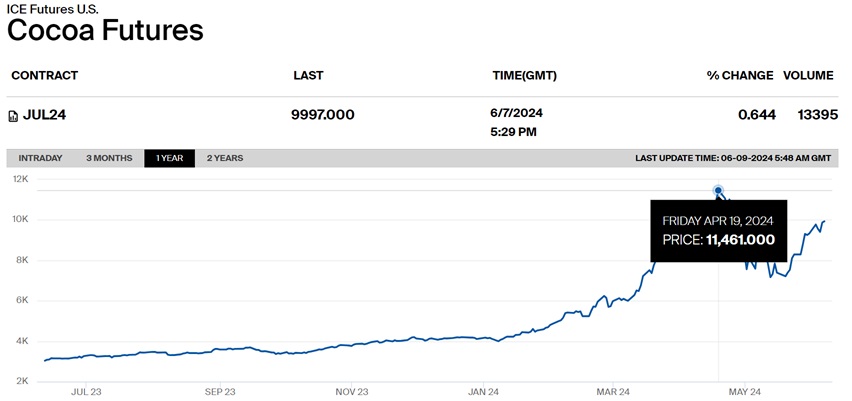 ICE Futures U.S.
Cocoa Futures
CONTRACT LAST TIME(GMT) % CHANGE VOLUME
JUL24 9997.000 6/7/2024 5:29 PM 0.644 13395
INTRADAY 3 MONTHS 1 YEAR 2 YEARS LAST UPDATE TIME: 06-09-2024 5:48 AM GMT
12K
10K
8K
6K
4K
2K
FRIDAY APR 19, 2024
PRICE: 11,461.000
JUL 23 SEP 23 NOV 23 JAN 24 MAR 24 MAY 24